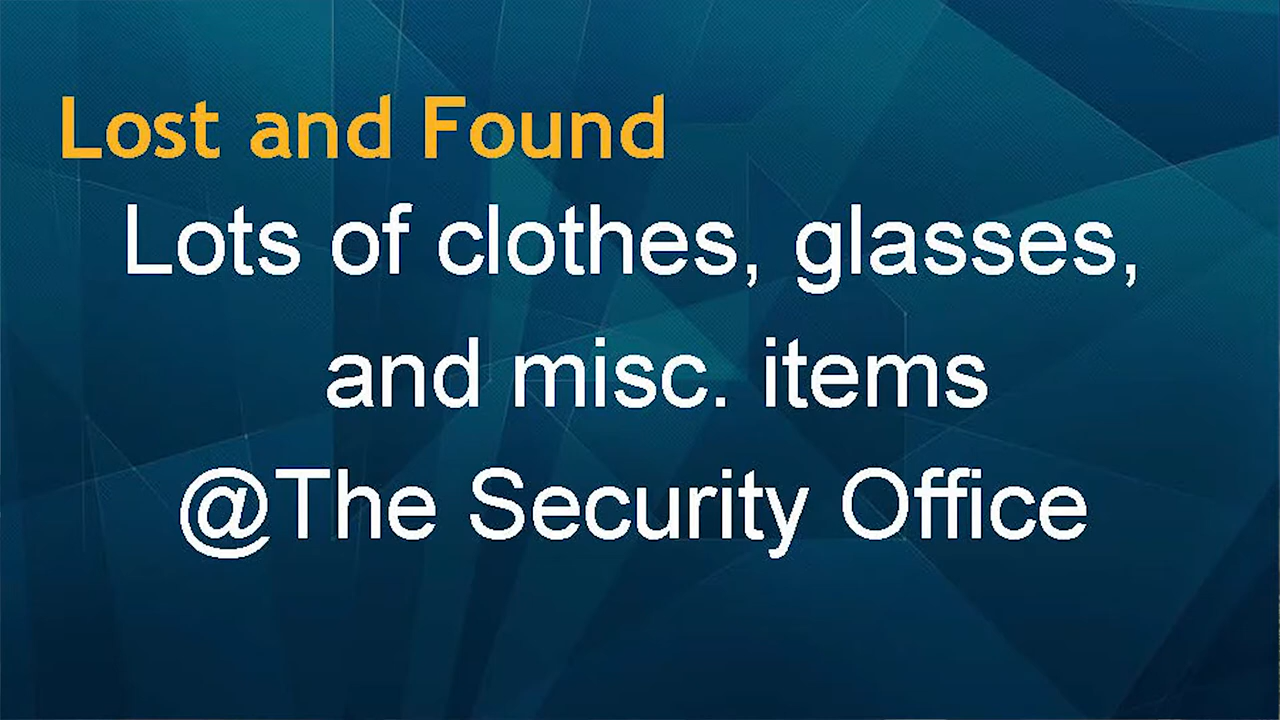 Lost and Found
Lots of clothes, glasses,
and misc. items
@The Security Office